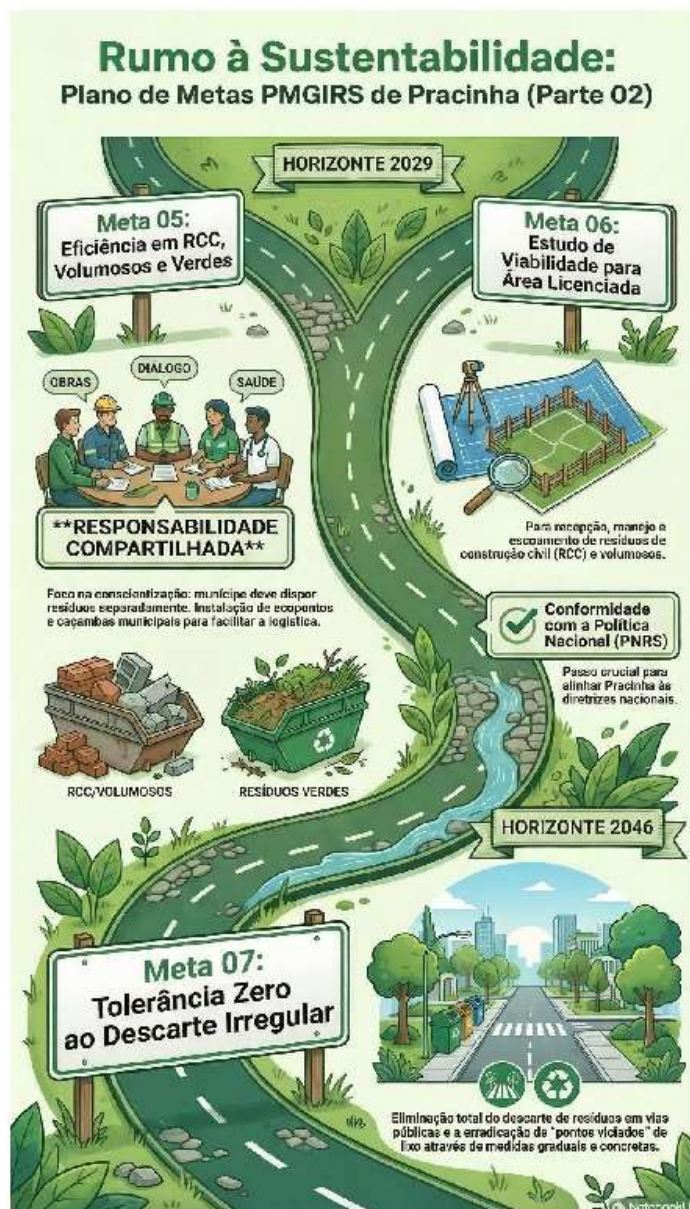 Rumo à Sustentabilidade:
Plano de Metas PMGIRS de Pracinha (Parte 02)
HORIZONTE 2029
Meta 05:
Eficiência em RCC,
Volumosos e Verdes
Meta 06:
Estudo de
Viabilidade para
Área Licenciada
OBRAS
DIÁLOGO
SAÚDE
**RESPONSABILIDADE
COMPARTILHADA**
Foco na conscientização: munícipe deve dispor
resíduos separadamente. Instalação de ecopontos
e caçambas municipais para facilitar a logística.
Para recepção, manejo e
escoamento de resíduos de
construção civil (RCC) e volumosos.
Conformidade
com a Política
Nacional (PNRS)
Passo crucial para
alinhar Pracinha às
diretrizes nacionais.
RCC/VOLUMOSOS
RESÍDUOS VERDES
HORIZONTE 2046
Meta 07:
Tolerância Zero
ao Descarte Irregular
Eliminação total do descarte de resíduos em vias
públicas e a erradicação de "pontos viciados" de
lixo através de medidas graduais e concretas.